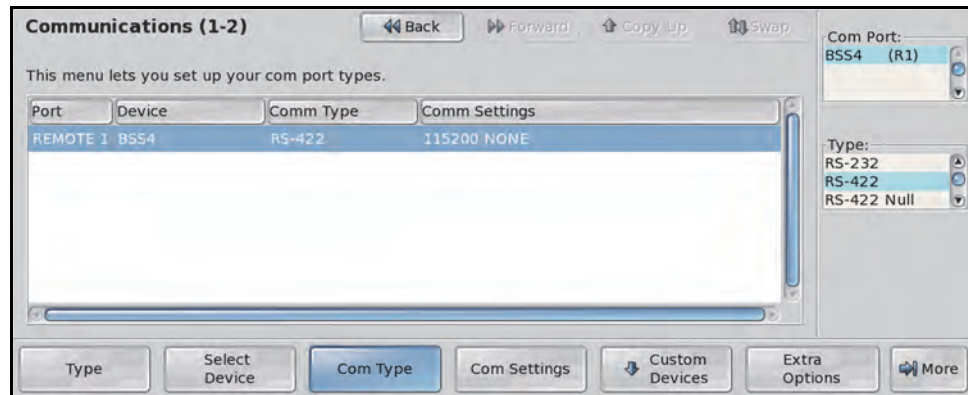 Communications (1-2)
Back
Forward
Copy Up
Swap
This menu lets you set up your com port types.
Port Device Comm Type Comm Settings
REMOTE 1 BSS4 RS-422 115200 NONE
Com Port:
BSS4 (R1)
Type:
RS-232
RS-422
RS-422 Null
Type
Select
Device
Com Type
Com Settings
Custom
Devices
Extra
Options
More